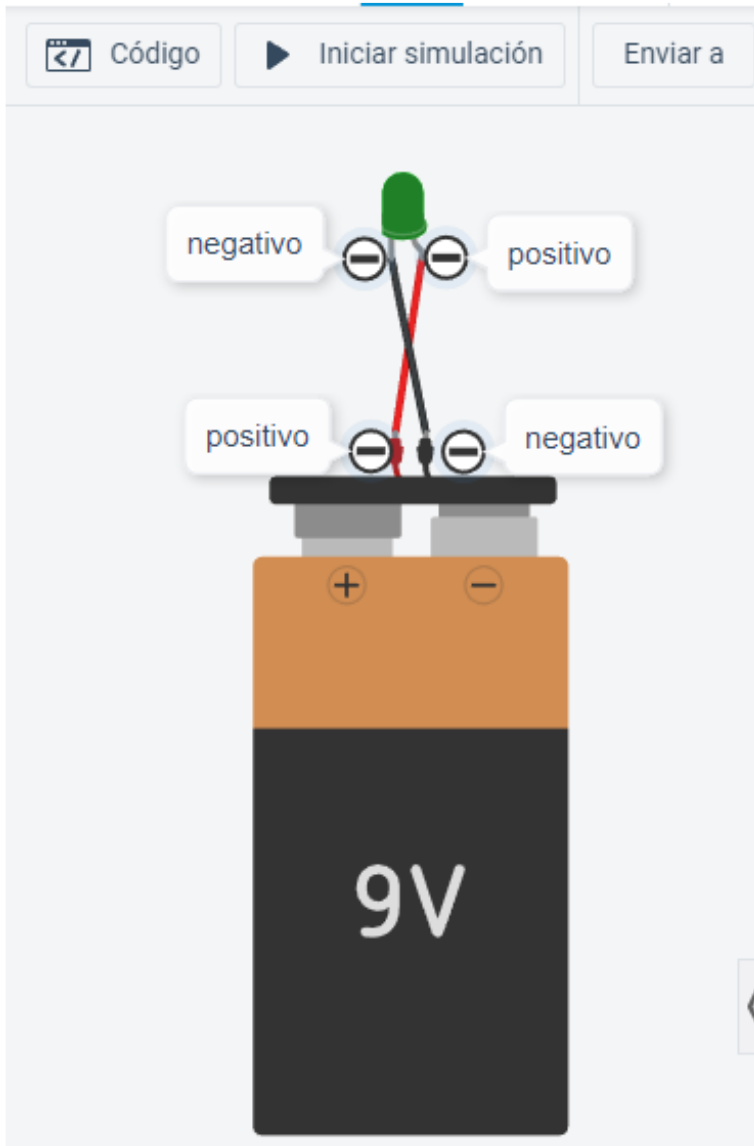 Código
Iniciar simulación
Enviar a
negativo
positivo
positivo
negativo
+ −
9V